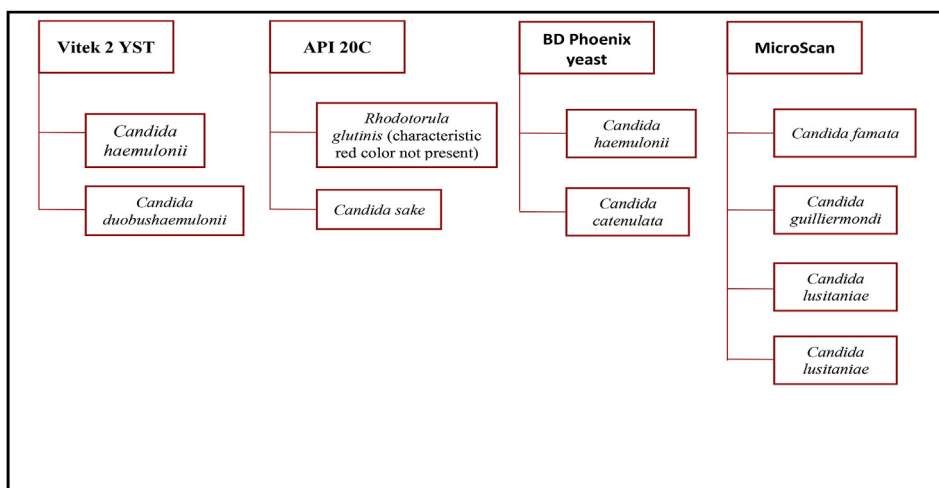 Vitek 2 YST
Candida
haemulonii
Candida
duobushaemulonii
API 20C
Rhodotorula
glutinis (characteristic
red color not present)
Candida sake
BD Phoenix
yeast
Candida
haemulonii
Candida
catenulata
MicroScan
Candida famata
Candida
guilliermondi
Candida
lusitaniae
Candida
lusitaniae